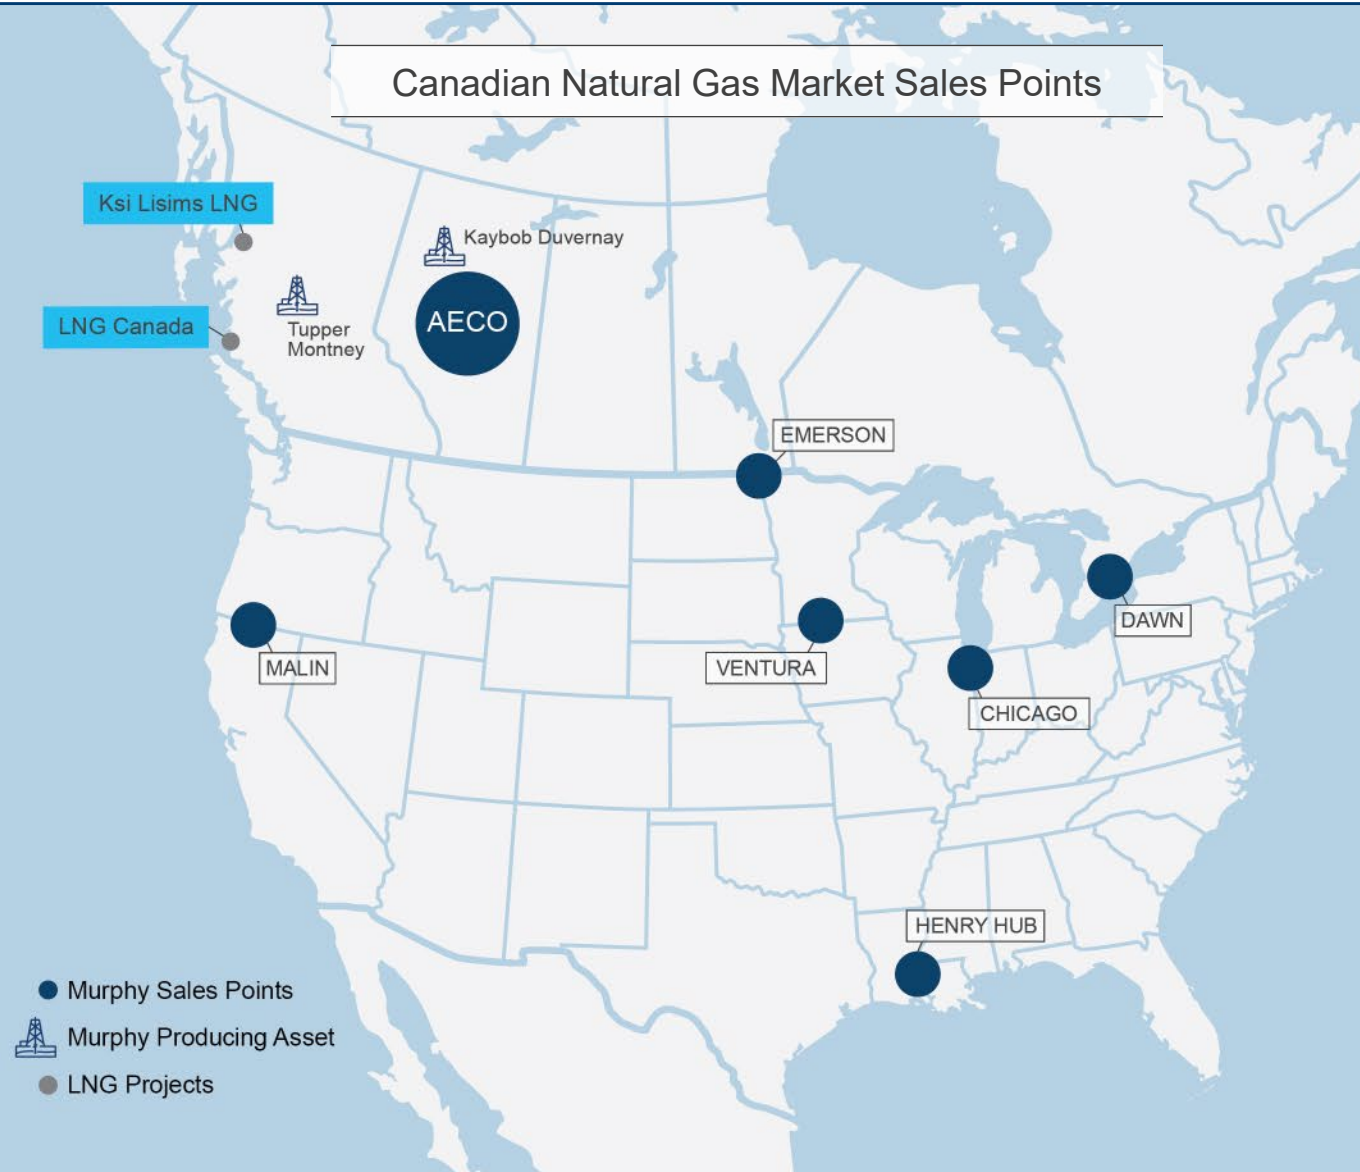 Canadian Natural Gas Market Sales Points
Ksi Lisims LNG
Kaybob Duvernay
LNG Canada
Tupper
Montney
AECO
EMERSON
DAWN
MALIN
VENTURA
CHICAGO
HENRY HUB
Murphy Sales Points
Murphy Producing Asset
LNG Projects